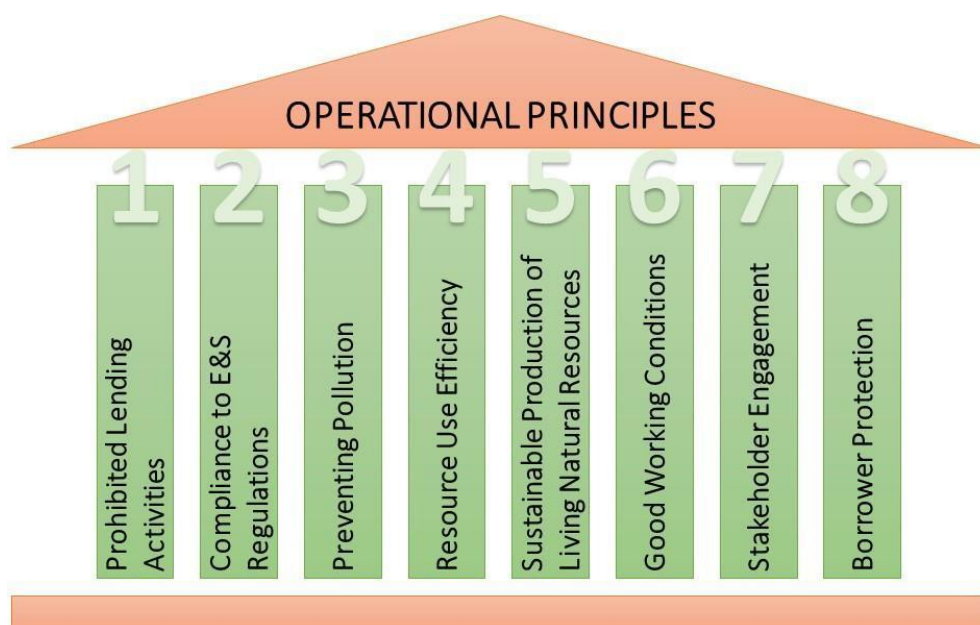 OPERATIONAL PRINCIPLES
1
Prohibited Lending
Activities
2
Compliance to E&S
Regulations
3
Preventing Pollution
4
Resource Use Efficiency
5
Sustainable Production of
Living Natural Resources
6
Good Working Conditions
7
Stakeholder Engagement
8
Borrower Protection